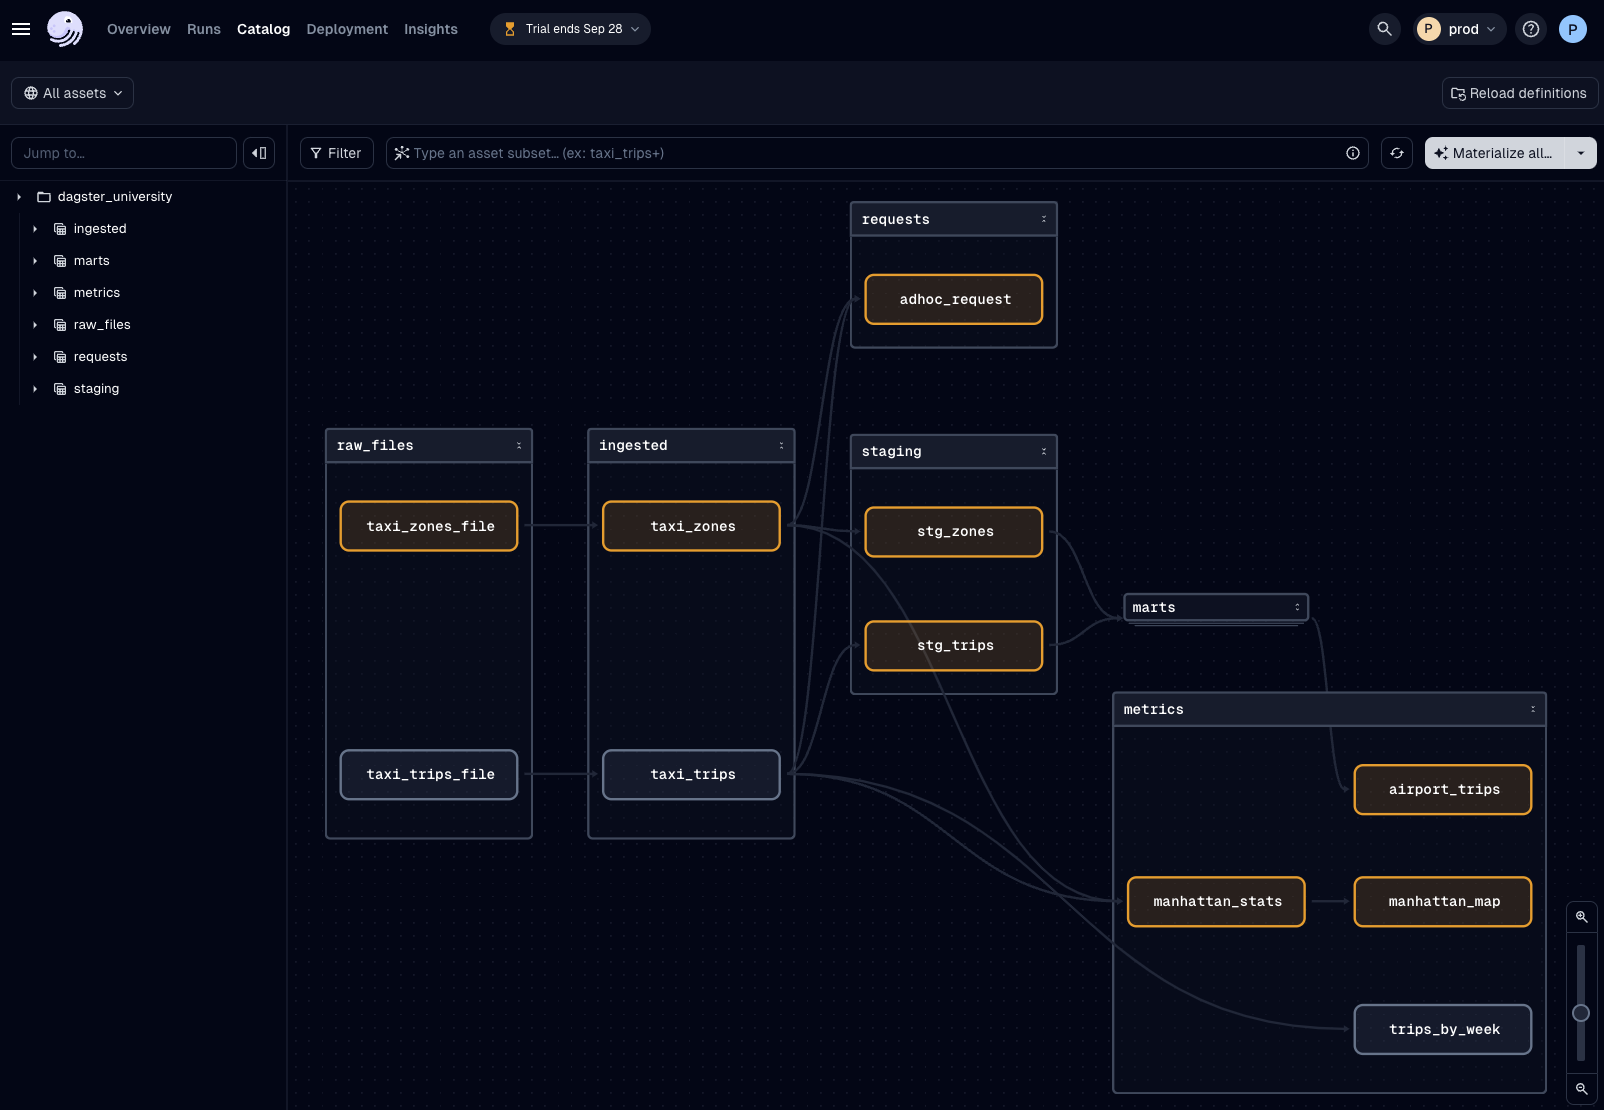 Overview Runs Catalog Deployment Insights Trial ends Sep 28 P prod P
All assets Reload definitions
Jump to… Filter Type an asset subset… (ex: taxi_trips+) Materialize all…
dagster_university
ingested
marts
metrics
raw_files
requests
staging
requests
adhoc_request
raw_files
taxi_zones_file
taxi_trips_file
ingested
taxi_zones
taxi_trips
staging
stg_zones
stg_trips
marts
metrics
airport_trips
manhattan_stats
manhattan_map
trips_by_week